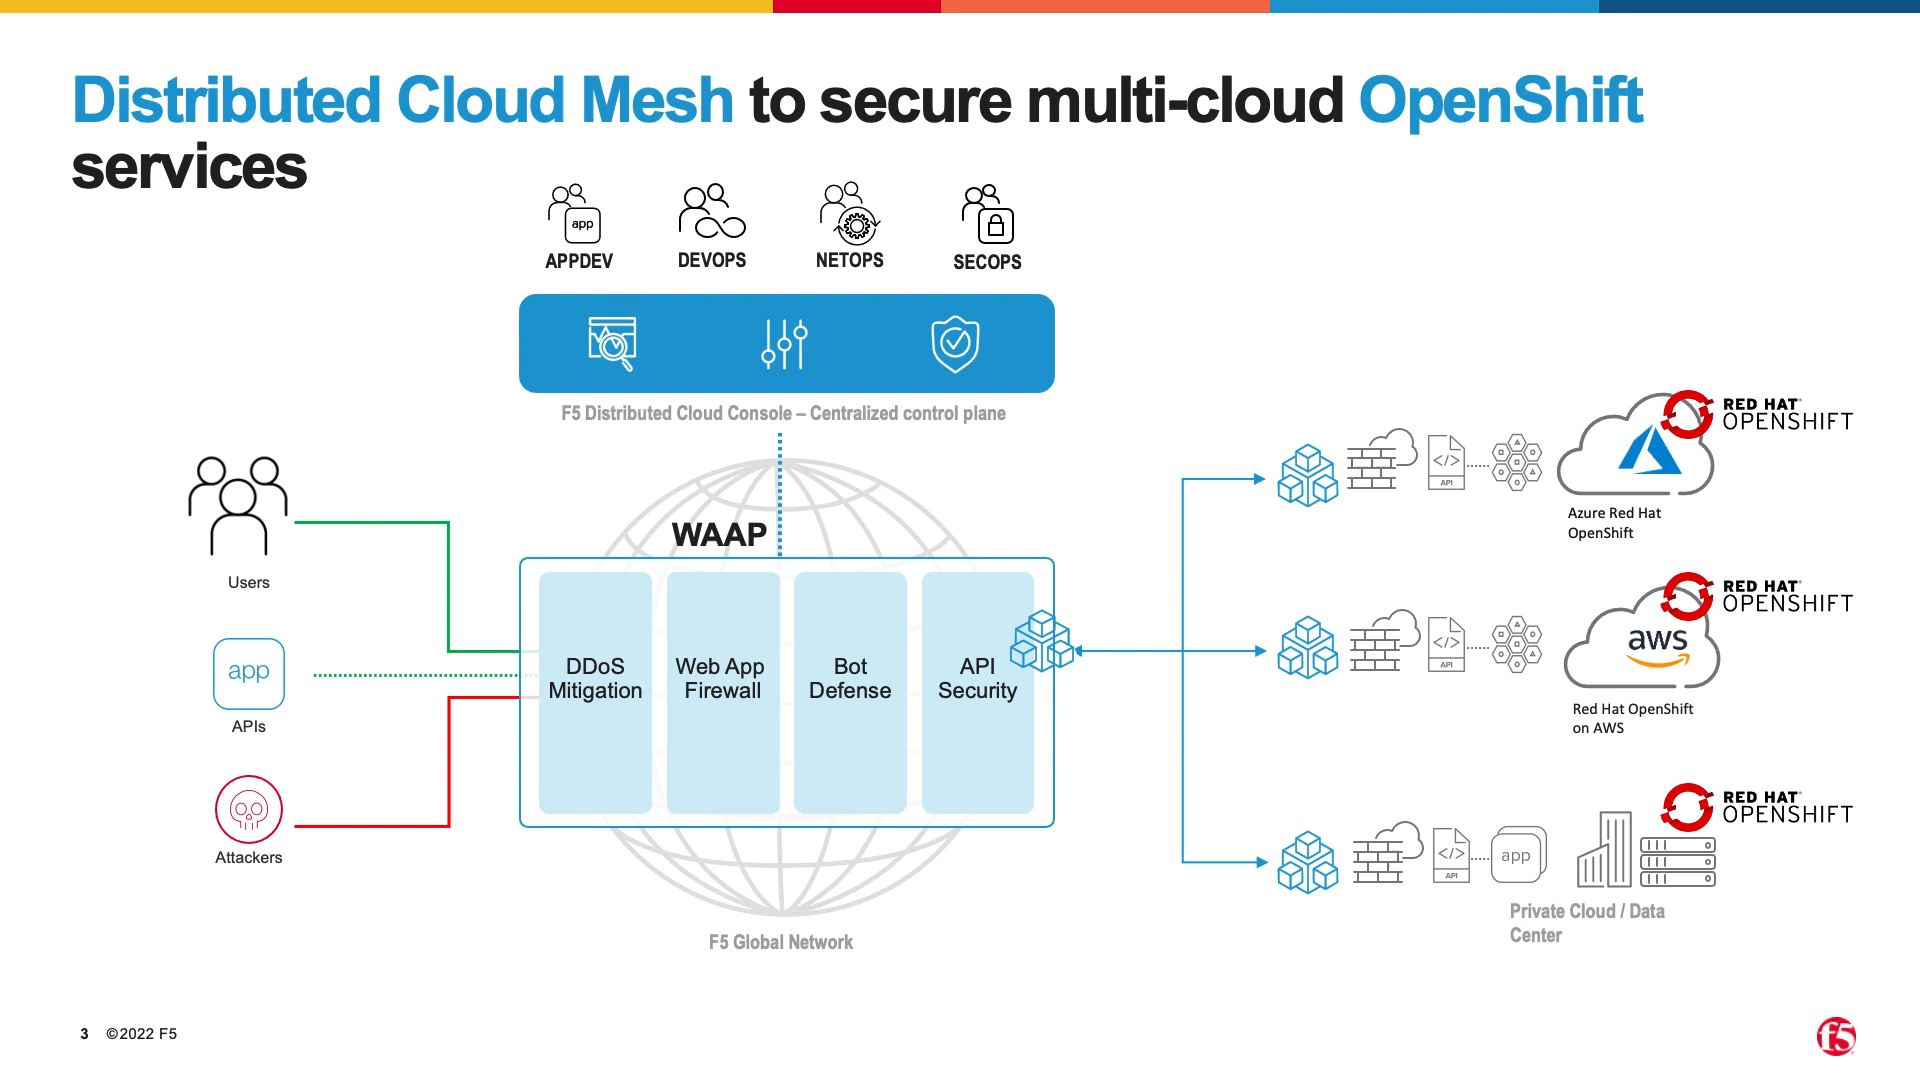 Distributed Cloud Mesh to secure multi-cloud OpenShift
services
app
APPDEV
DEVOPS
NETOPS
SECOPS
F5 Distributed Cloud Console – Centralized control plane
RED HAT®
OPENSHIFT
</> API
Azure Red Hat
OpenShift
WAAP
Users
RED HAT®
OPENSHIFT
aws
</> API
Red Hat OpenShift
on AWS
app
APIs
DDoS
Mitigation
Web App
Firewall
Bot
Defense
API
Security
Attackers
RED HAT®
OPENSHIFT
</> API
app
Private Cloud / Data
Center
F5 Global Network
3 ©2022 F5
f5